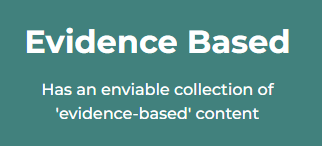 Evidence Based
Has an enviable collection of
'evidence-based' content